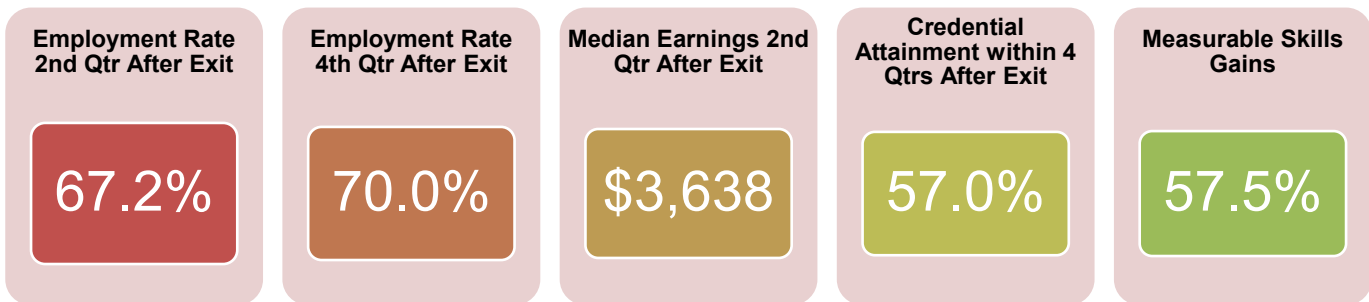 Employment Rate
2nd Qtr After Exit
67.2%
Employment Rate
4th Qtr After Exit
70.0%
Median Earnings 2nd
Qtr After Exit
$3,638
Credential
Attainment within 4
Qtrs After Exit
57.0%
Measurable Skills
Gains
57.5%